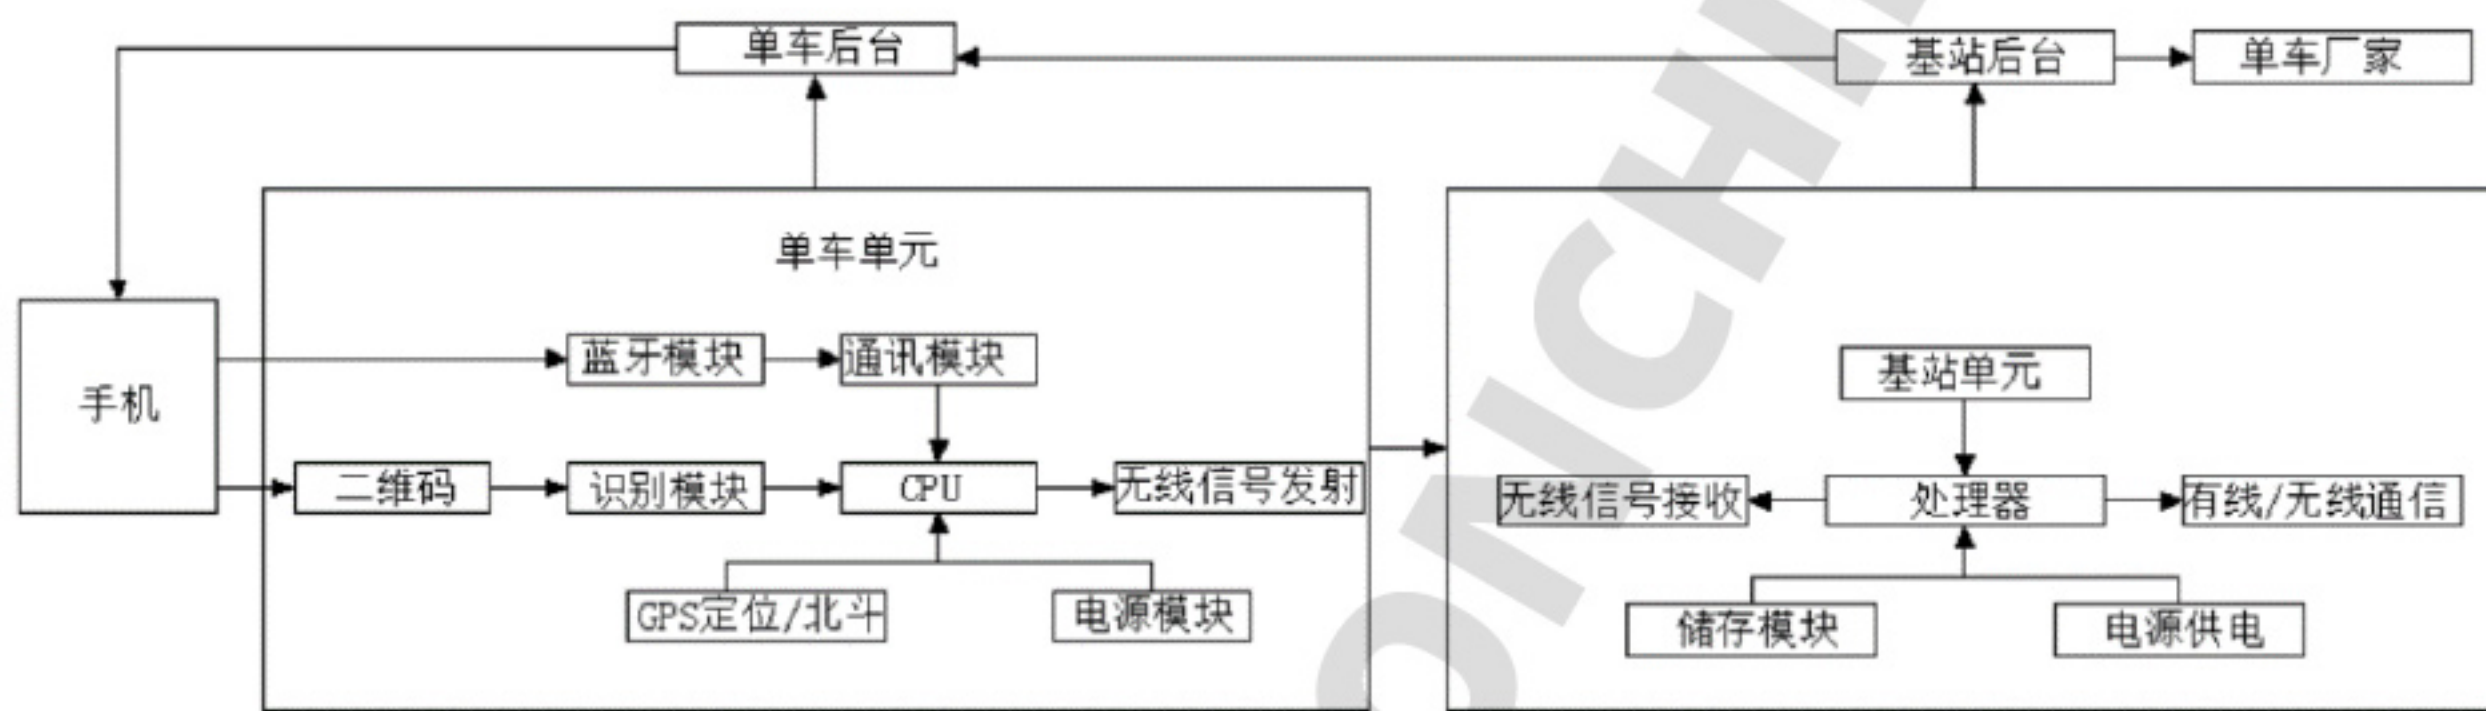 单车后台
基站后台
单车厂家
单车单元
手机
蓝牙模块
通讯模块
基站单元
二维码
识别模块
CPU
无线信号发射
无线信号接收
处理器
有线/无线通信
GPS定位/北斗
电源模块
储存模块
电源供电
ONCHI